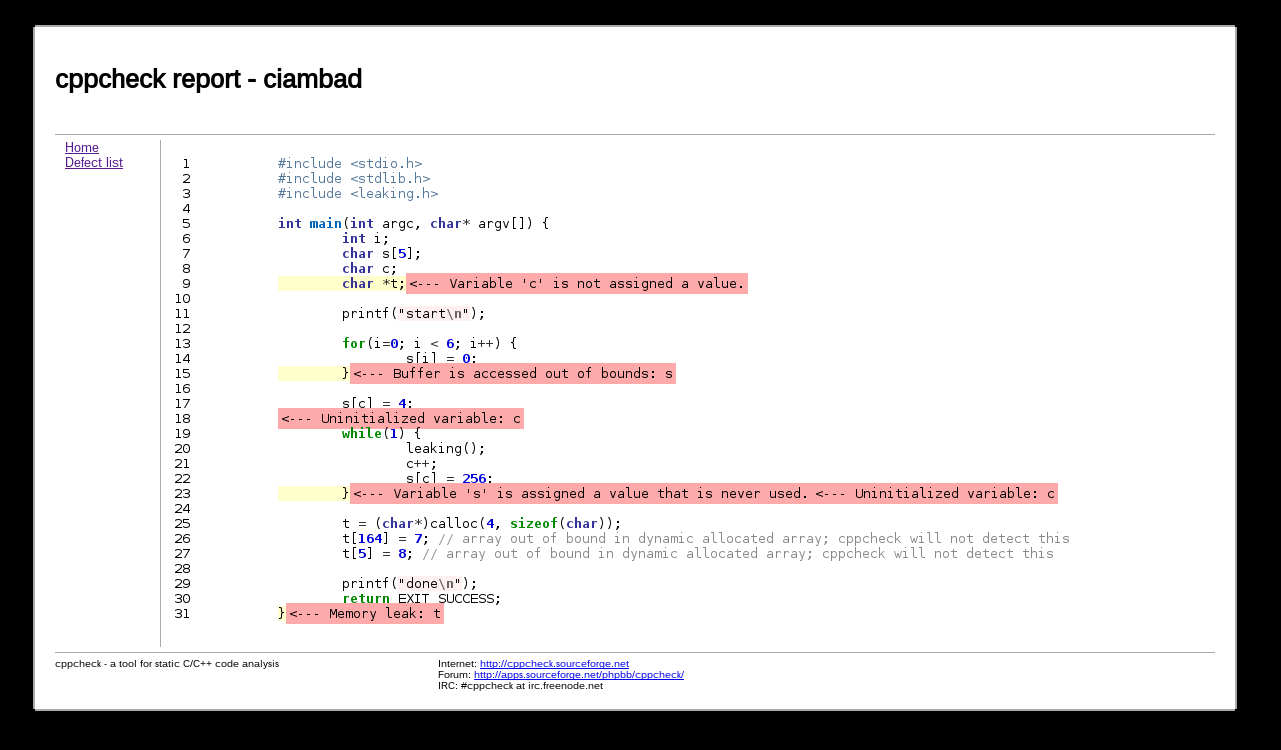 cppcheck report - ciambad
Home
Defect list
1 #include <stdio.h>
2 #include <stdlib.h>
3 #include <leaking.h>
4
5 int main(int argc, char* argv[]) {
6 int i;
7 char s[5];
8 char c;
9 char *t;<--- Variable 'c' is not assigned a value.
10
11 printf("start\n");
12
13 for(i=0; i < 6; i++) {
14 s[i] = 0;
15 }<--- Buffer is accessed out of bounds: s
16
17 s[c] = 4;
18 <--- Uninitialized variable: c
19 while(1) {
20 leaking();
21 c++;
22 s[c] = 256;
23 }<--- Variable 's' is assigned a value that is never used.<--- Uninitialized variable: c
24
25 t = (char*)calloc(4, sizeof(char));
26 t[164] = 7; // array out of bound in dynamic allocated array; cppcheck will not detect this
27 t[5] = 8; // array out of bound in dynamic allocated array; cppcheck will not detect this
28
29 printf("done\n");
30 return EXIT_SUCCESS;
31 }<--- Memory leak: t
cppcheck - a tool for static C/C++ code analysis
Internet: http://cppcheck.sourceforge.net
Forum: http://apps.sourceforge.net/phpbb/cppcheck/
IRC: #cppcheck at irc.freenode.net